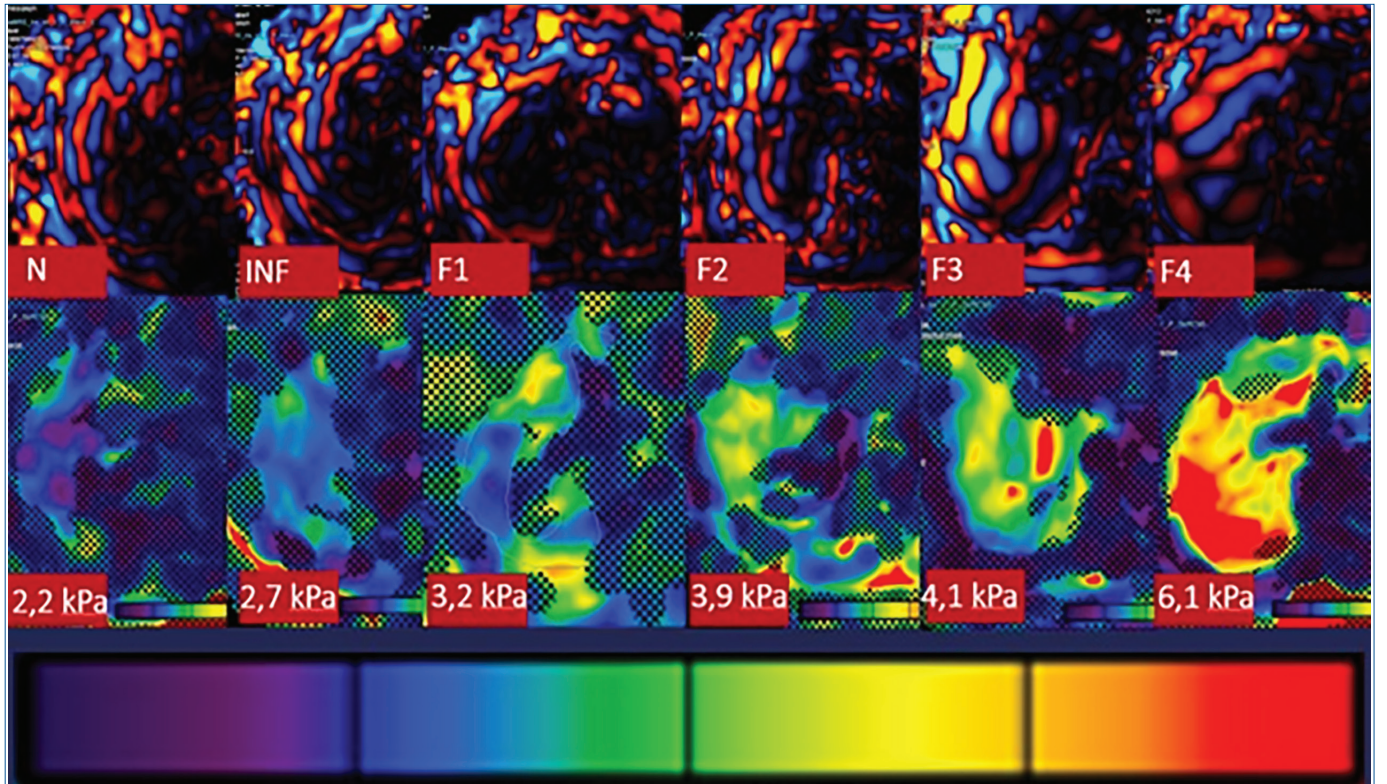 N
INF
F1
F2
F3
F4
2,2 kPa
2,7 kPa
3,2 kPa
3,9 kPa
4,1 kPa
6,1 kPa